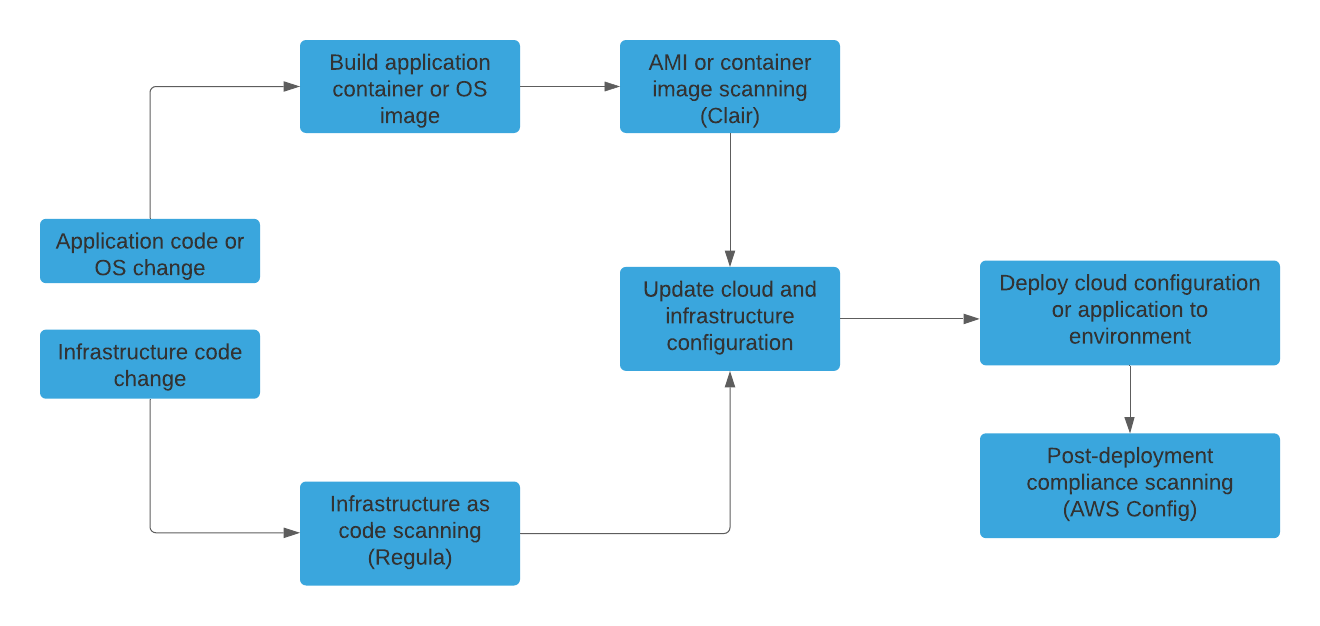 Build application
container or OS
image
AMI or container
image scanning
(Clair)
Application code or
OS change
Infrastructure code
change
Update cloud and
infrastructure
configuration
Deploy cloud configuration
or application to
environment
Infrastructure as
code scanning
(Regula)
Post-deployment
compliance scanning
(AWS Config)